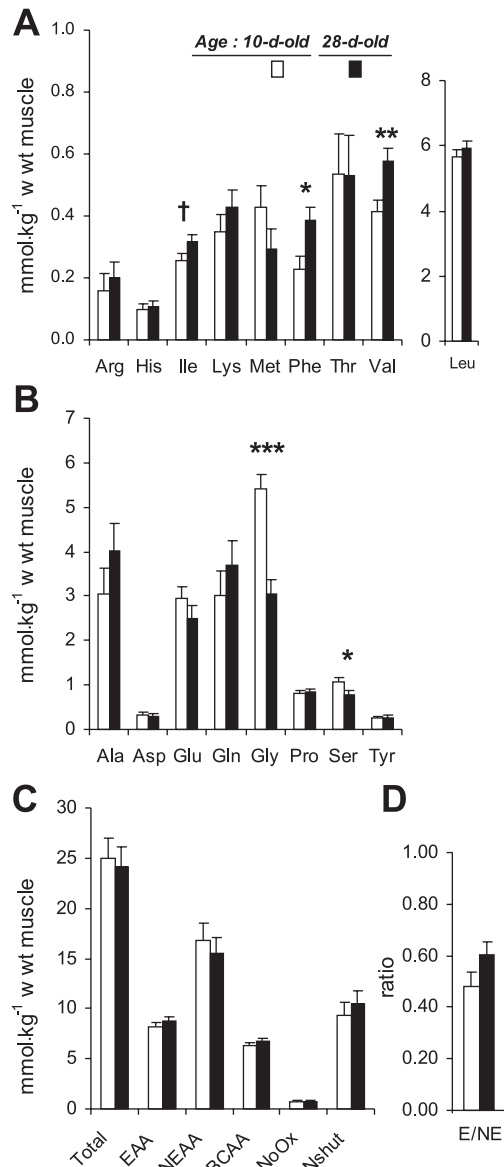 A
Age : 10-d-old 28-d-old
mmol·kg⁻¹ w wt muscle
1.0
0.8
0.6
0.4
0.2
0.0
†
*
**
Arg His Ile Lys Met Phe Thr Val
8
6
4
2
0
Leu
B
mmol·kg⁻¹ w wt muscle
7
6
5
4
3
2
1
0
***
*
Ala Asp Glu Gln Gly Pro Ser Tyr
C
mmol·kg⁻¹ w wt muscle
30
25
20
15
10
5
0
Total EAA NEAA BCAA NoOx Nshut
D
ratio
1.00
0.80
0.60
0.40
0.20
0.00
E/NE